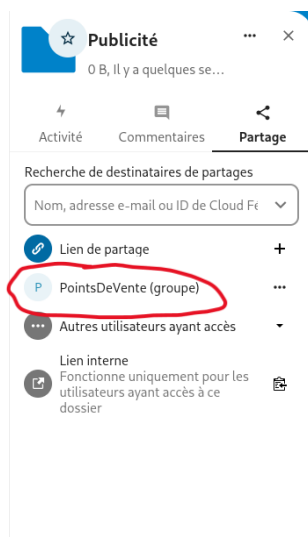 Publicité
0 B, Il y a quelques se...
Activité
Commentaires
Partage
Recherche de destinataires de partages
Nom, adresse e-mail ou ID de Cloud Fe
Lien de partage
P
PointsDeVente (groupe)
Autres utilisateurs ayant accès
Lien interne
Fonctionne uniquement pour les
utilisateurs ayant accès à ce
dossier